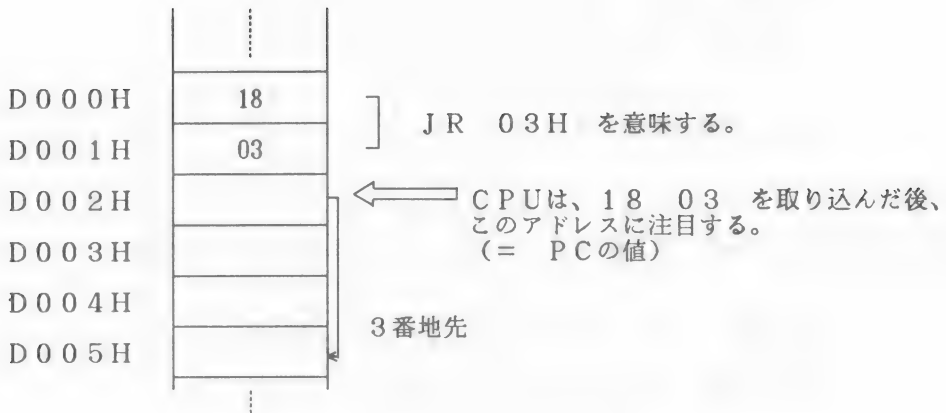 D000H 18
JR 03H を意味する。
D001H 03
D002H
CPUは、18 03 を取り込んだ後、
このアドレスに注目する。
(= PCの値)
D003H
D004H
3番地先
D005H